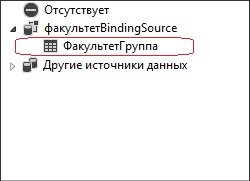 Отсутствует
факультетBindingSource
ФакультетГруппа
Другие источники данных